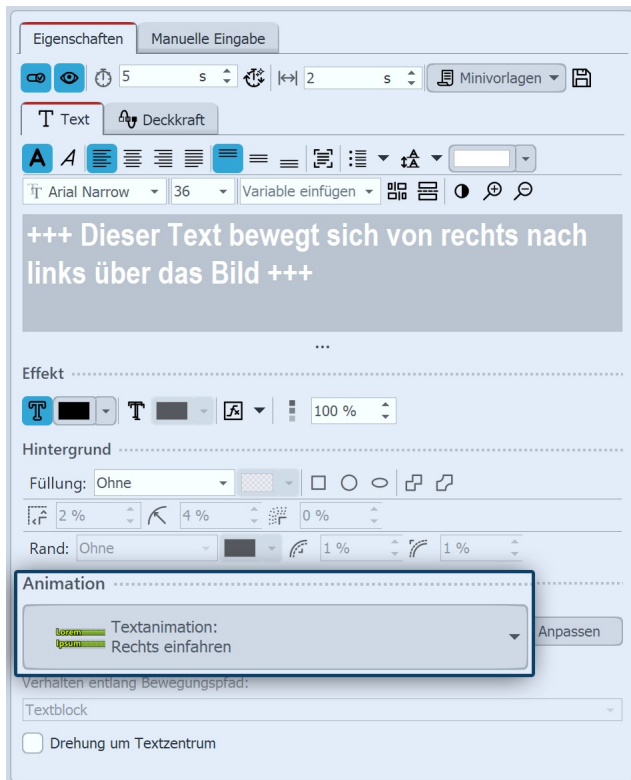 Eigenschaften Manuelle Eingabe
5 s 2 s Minivorlagen
T Text Deckkraft
A A
Arial Narrow 36 Variable einfügen
+++ Dieser Text bewegt sich von rechts nach
links über das Bild +++
...
Effekt
100 %
Hintergrund
Füllung: Ohne
2 % 4 % 0 %
Rand: Ohne 1 % 1 %
Animation
Lorem
Ipsum
Textanimation:
Rechts einfahren
Anpassen
Verhalten entlang Bewegungspfad:
Textblock
Drehung um Textzentrum